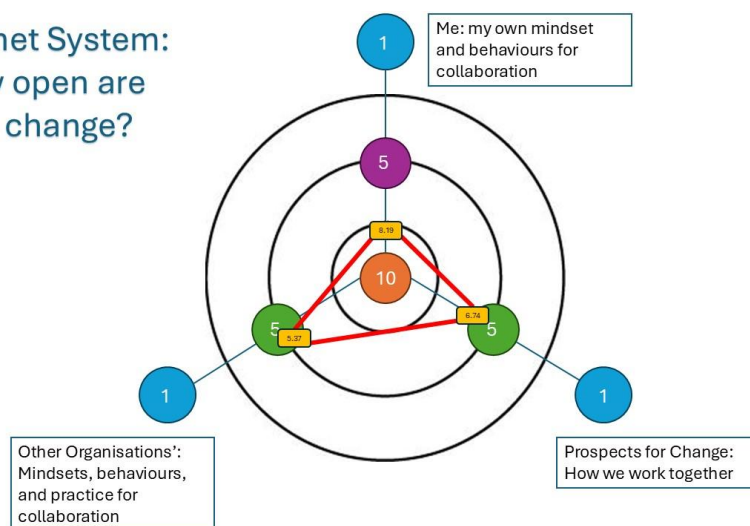 net System:
open are
change?
1
Me: my own mindset
and behaviours for
collaboration
5
8.19
10
5
5.37
6.74
5
1
1
Other Organisations’:
Mindsets, behaviours,
and practice for
collaboration
Prospects for Change:
How we work together